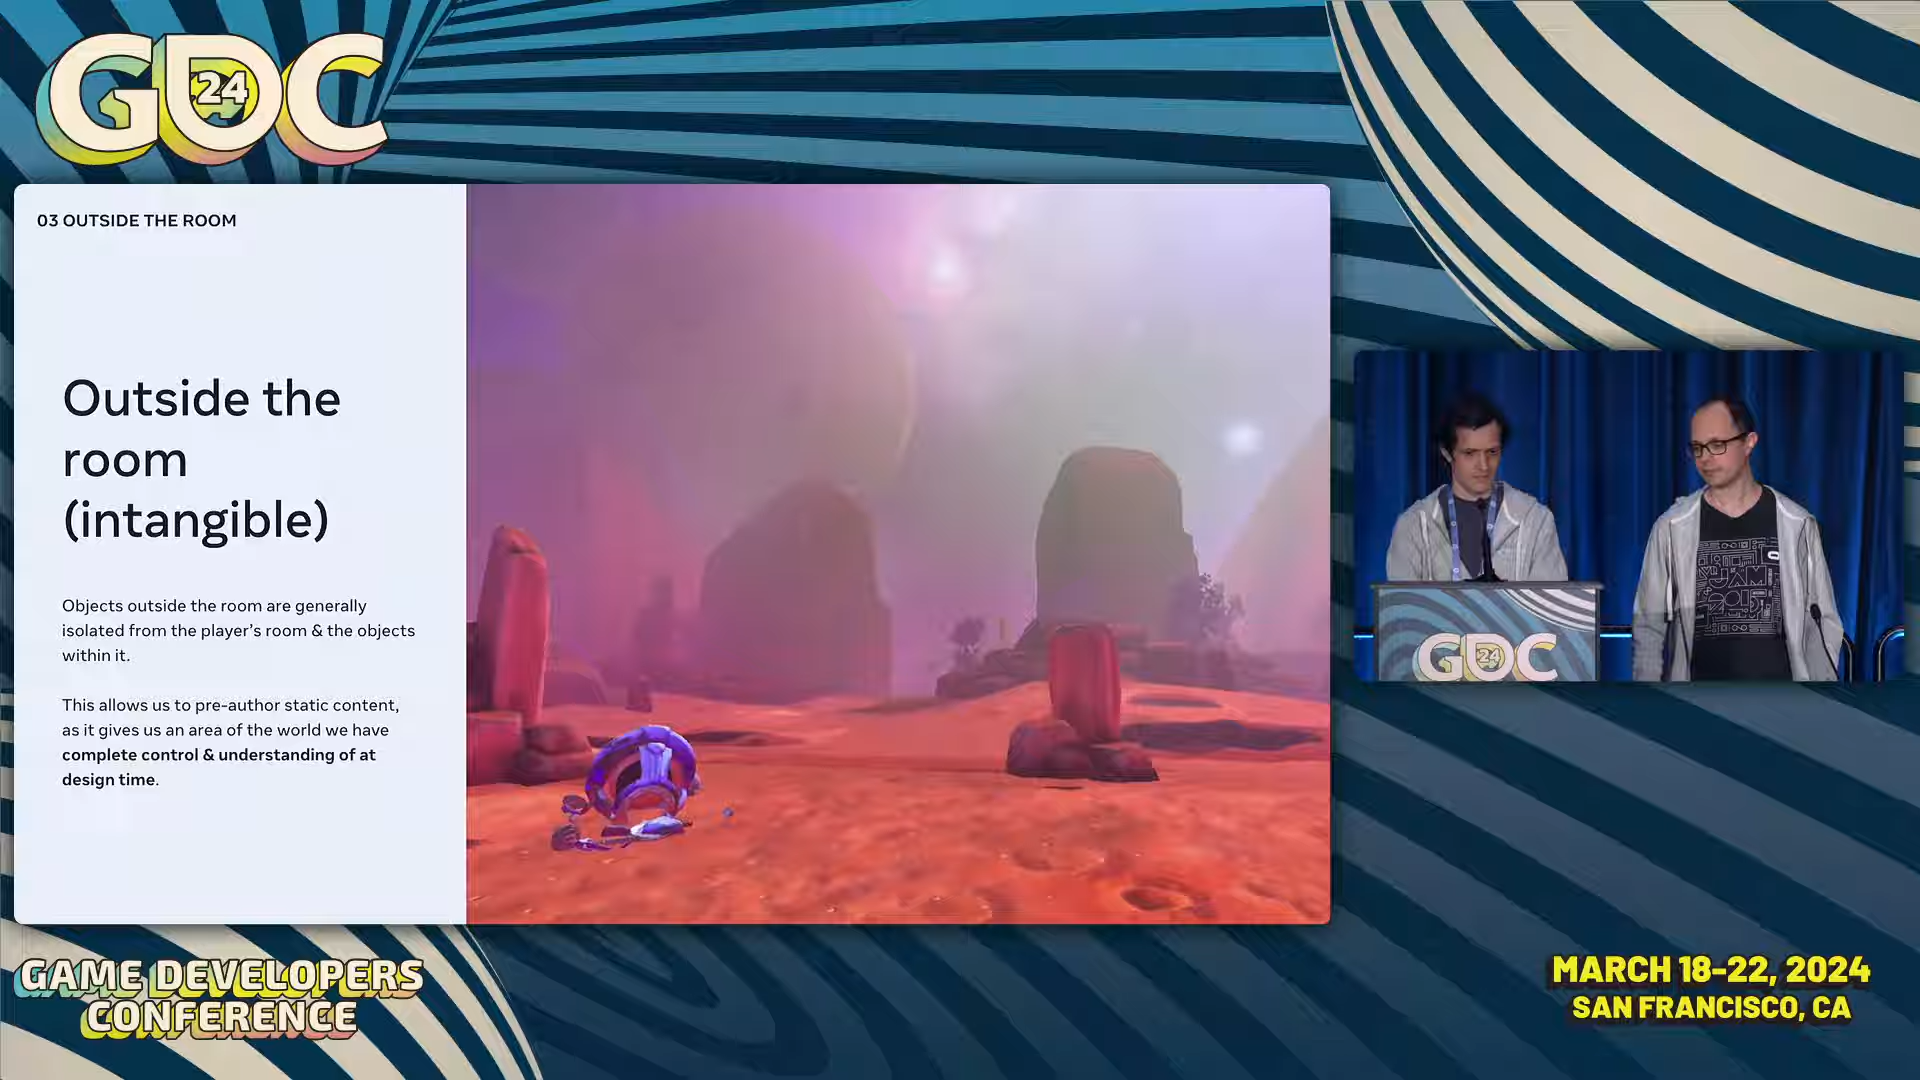 GDC
24
03 OUTSIDE THE ROOM
Outside the
room
(intangible)
Objects outside the room are generally
isolated from the player's room & the objects
within it.
This allows us to pre-author static content,
as it gives us an area of the world we have
complete control & understanding of at
design time.
JAM
GDC
24
GAME DEVELOPERS
CONFERENCE
MARCH 18-22, 2024
SAN FRANCISCO, CA